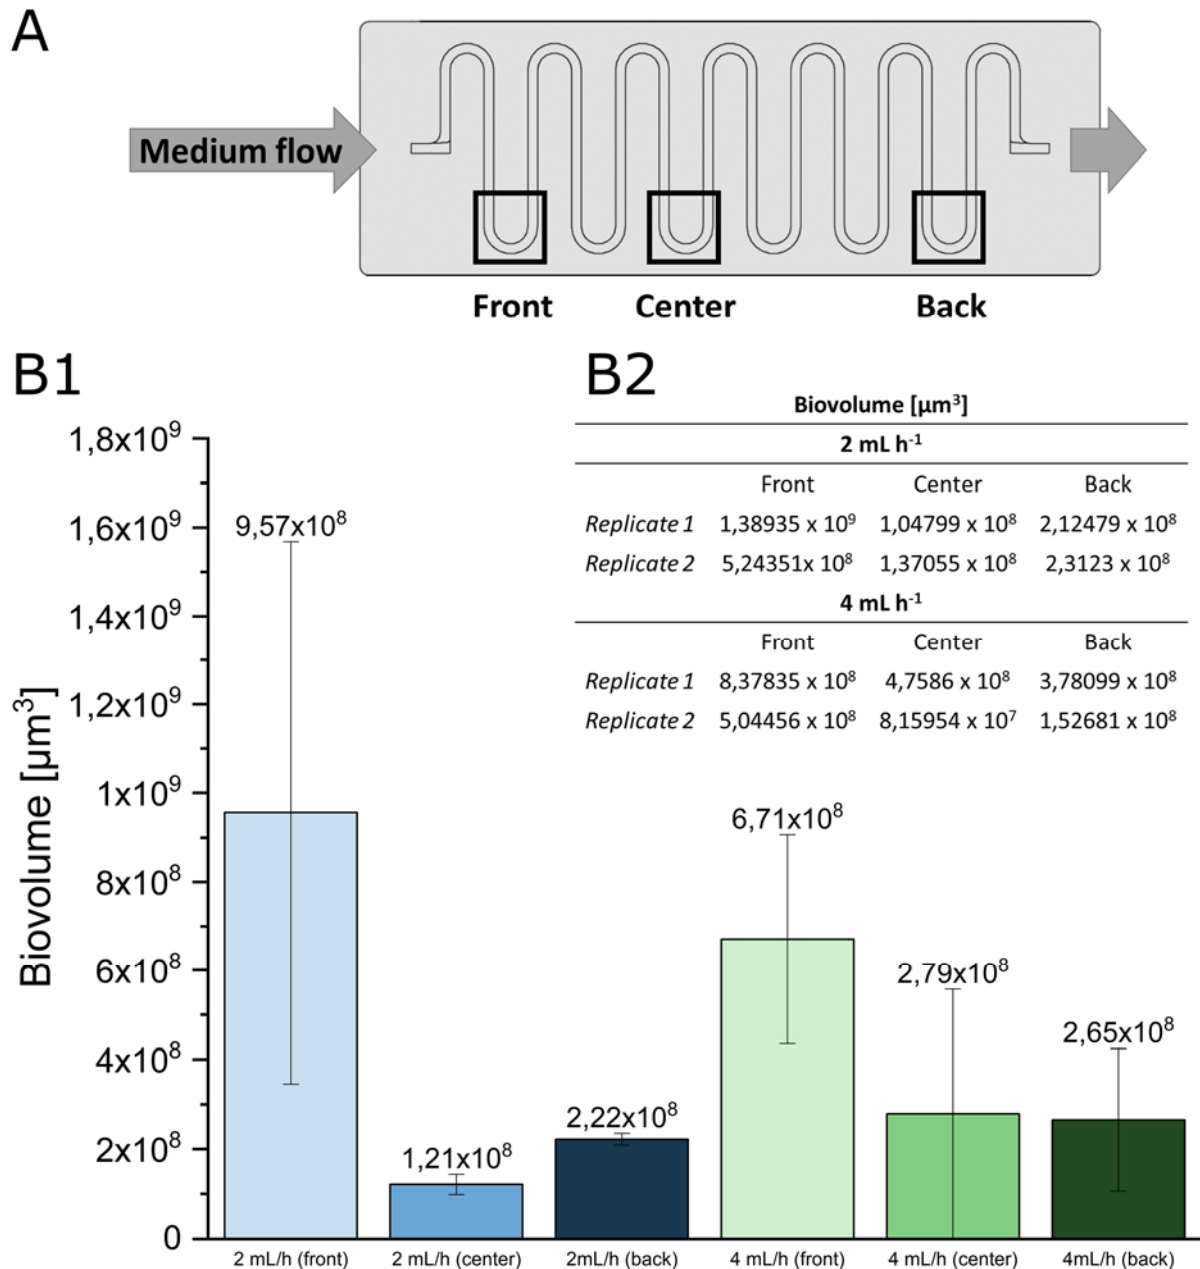 A
Medium flow
Front Center Back
B1
B2
Biovolume [µm³]
2 mL h⁻¹
Front Center Back
Replicate 1 1,38935 x 10⁹ 1,04799 x 10⁸ 2,12479 x 10⁸
Replicate 2 5,24351x 10⁸ 1,37055 x 10⁸ 2,3123 x 10⁸
4 mL h⁻¹
Front Center Back
Replicate 1 8,37835 x 10⁸ 4,7586 x 10⁸ 3,78099 x 10⁸
Replicate 2 5,04456 x 10⁸ 8,15954 x 10⁷ 1,52681 x 10⁸
Biovolume [µm³]
1,8x10⁹
1,6x10⁹
1,4x10⁹
1,2x10⁹
1x10⁹
8x10⁸
6x10⁸
4x10⁸
2x10⁸
0
9,57x10⁸
1,21x10⁸
2,22x10⁸
6,71x10⁸
2,79x10⁸
2,65x10⁸
2 mL/h (front) 2 mL/h (center) 2mL/h (back) 4 mL/h (front) 4 mL/h (center) 4mL/h (back)